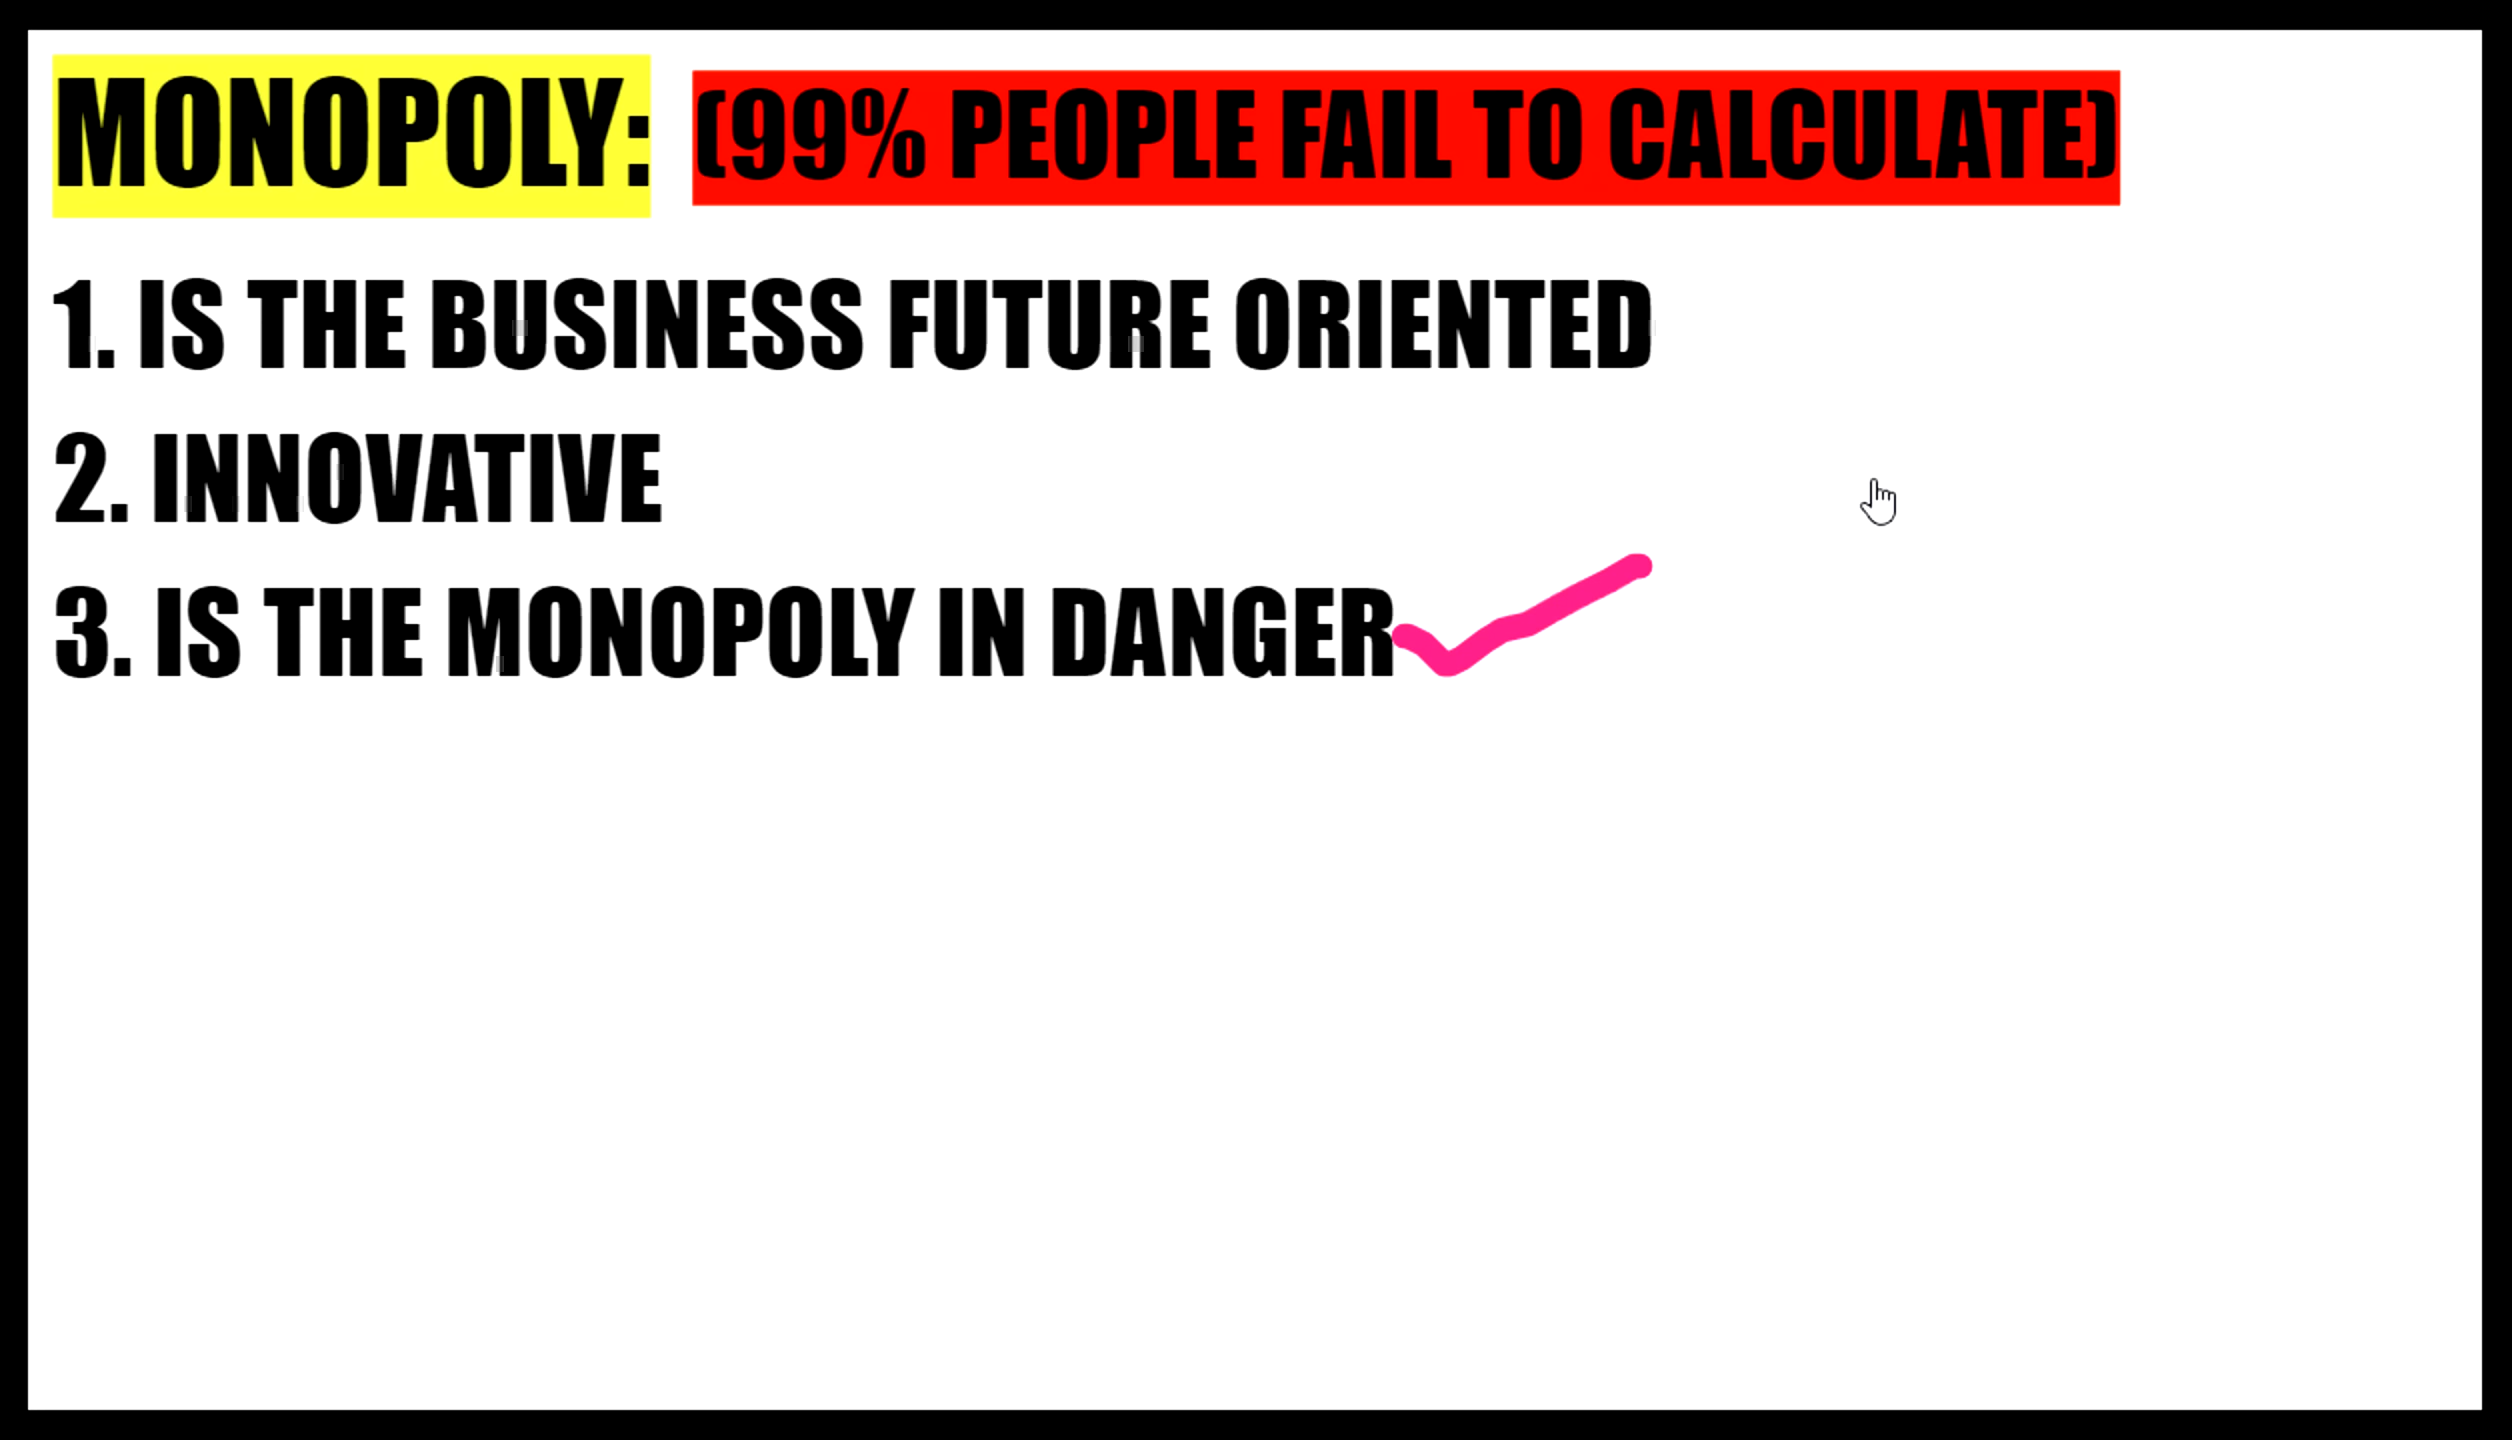 MONOPOLY: (99% PEOPLE FAIL TO CALCULATE)
1. IS THE BUSINESS FUTURE ORIENTED
2. INNOVATIVE
3. IS THE MONOPOLY IN DANGER